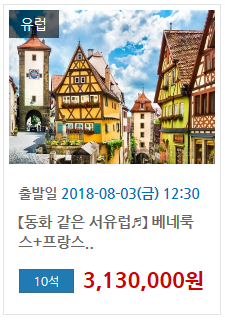 유럽
출발일 2018-08-03(금) 12:30
【동화 같은 서유럽♬】 베네룩
스+프랑스..
10석 3,130,000원